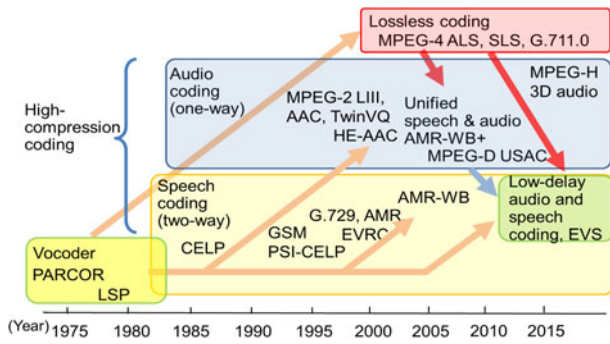 Lossless coding
MPEG-4 ALS, SLS, G.711.0
Audio
coding
(one-way)
MPEG-H
3D audio
High-
compression
coding
MPEG-2 LIII,
AAC, TwinVQ
HE-AAC
Unified
speech & audio
AMR-WB+
MPEG-D USAC
Speech
coding
(two-way)
AMR-WB
Low-delay
audio and
speech
coding, EVS
G.729, AMR
CELP
GSM
EVRC
PSI-CELP
Vocoder
PARCOR
LSP
(Year)
1975 1980 1985 1990 1995 2000 2005 2010 2015